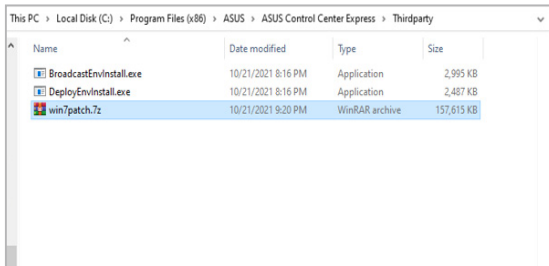 This PC > Local Disk (C:) > Program Files (x86) > ASUS > ASUS Control Center Express > Thirdparty
Name Date modified Type Size
BroadcastEnvInstall.exe 10/21/2021 8:16 PM Application 2,995 KB
DeployEnvInstall.exe 10/21/2021 8:16 PM Application 2,487 KB
win7patch.7z 10/21/2021 9:20 PM WinRAR archive 157,615 KB